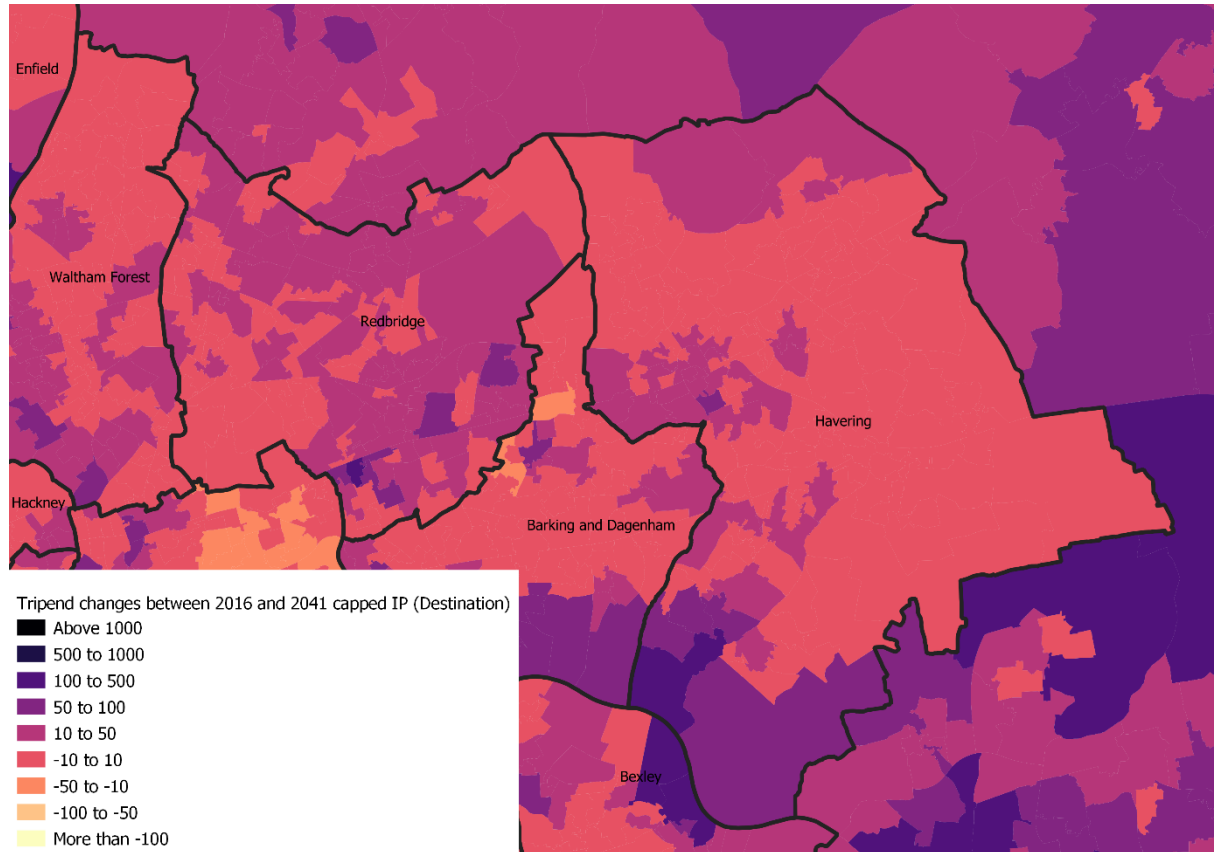 Enfield
Waltham Forest
Redbridge
Havering
Hackney
Barking and Dagenham
Bexley
Tripend changes between 2016 and 2041 capped IP (Destination)
Above 1000
500 to 1000
100 to 500
50 to 100
10 to 50
-10 to 10
-50 to -10
-100 to -50
More than -100